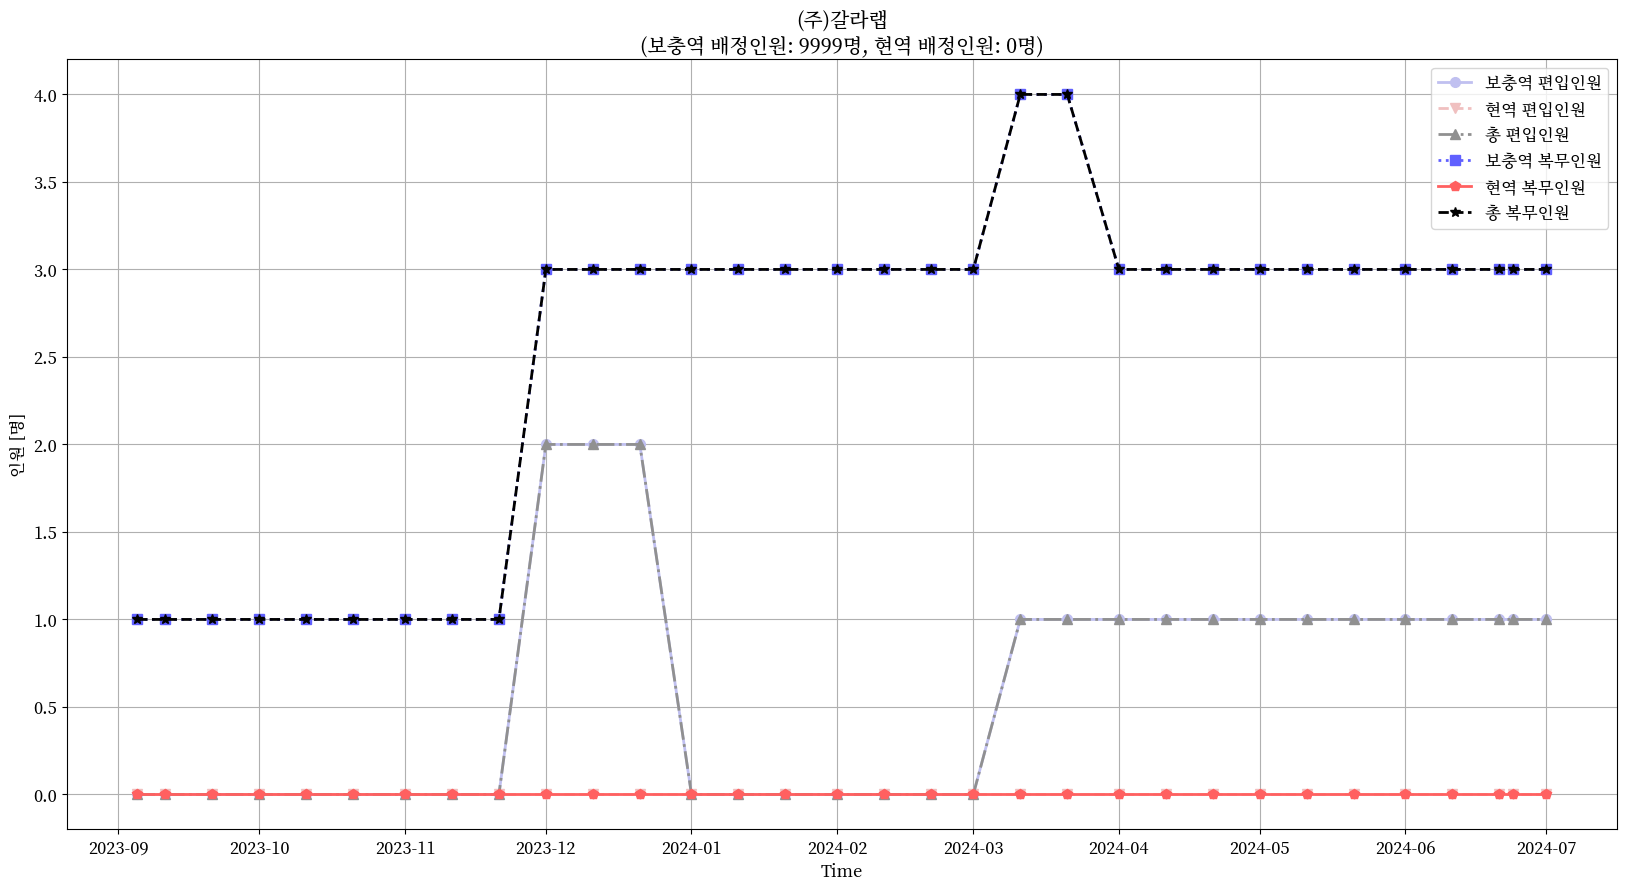 (주)갈라랩
(보충역 배정인원: 9999명, 현역 배정인원: 0명)
보충역 편입인원
현역 편입인원
총 편입인원
보충역 복무인원
현역 복무인원
총 복무인원
4.0
3.5
3.0
2.5
2.0
1.5
1.0
0.5
0.0
인원 [명]
2023-09 2023-10 2023-11 2023-12 2024-01 2024-02 2024-03 2024-04 2024-05 2024-06 2024-07
Time